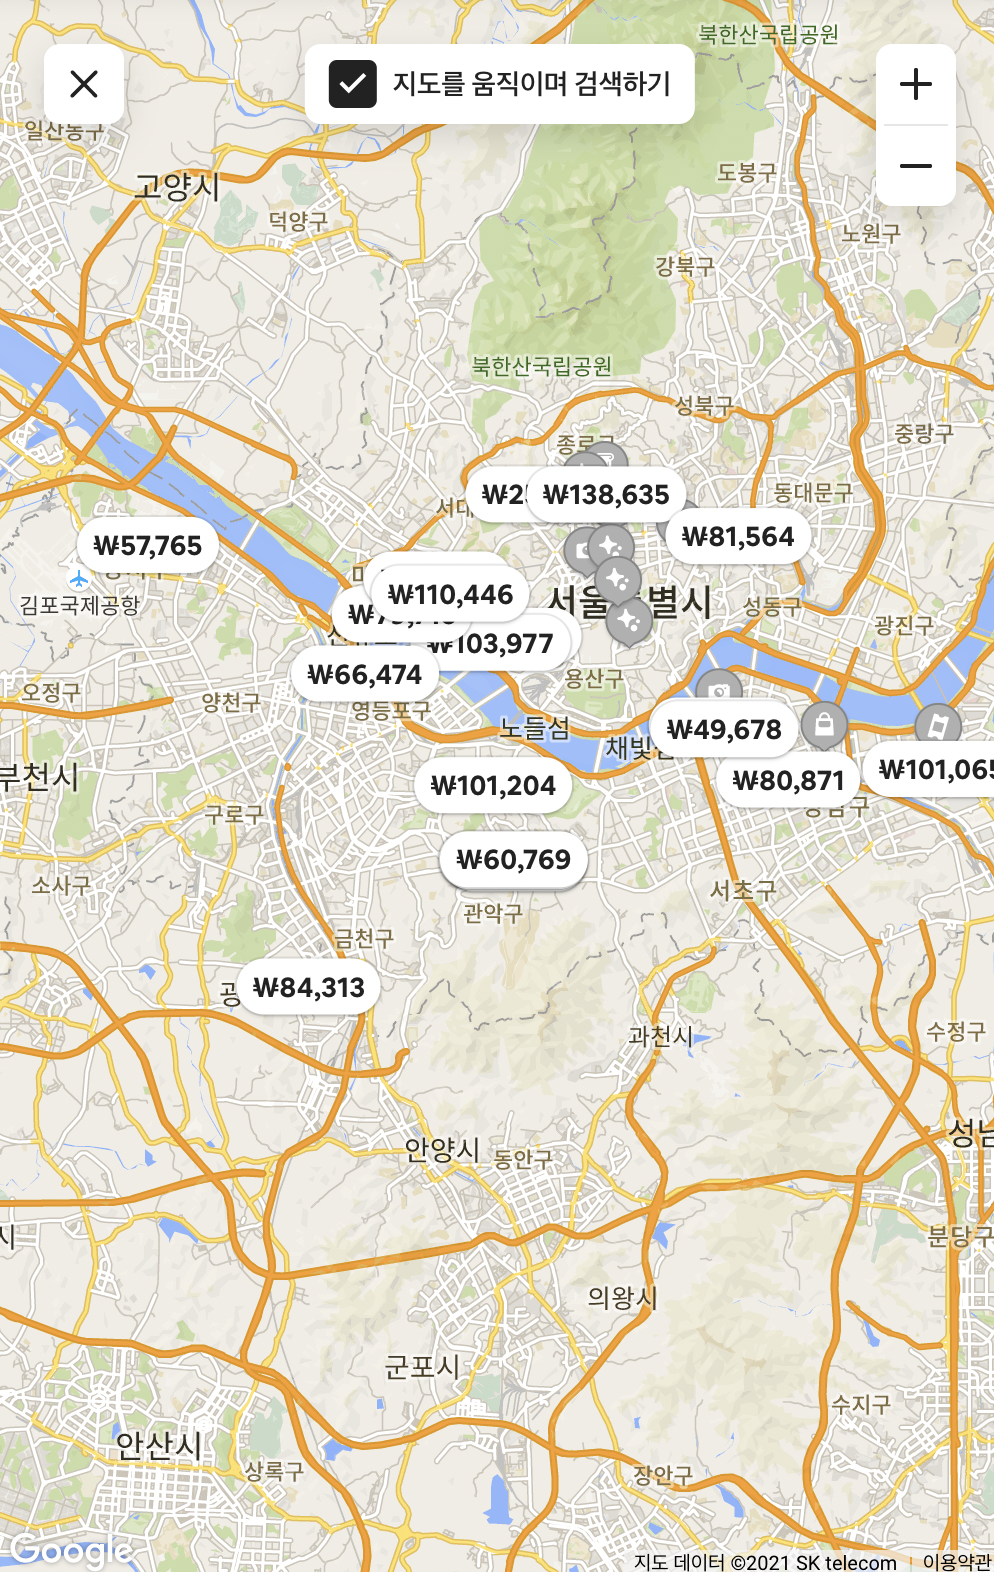 북한산국립공원
지도를 움직이며 검색하기
일산동구
고양시
도봉구
덕양구
노원구
강북구
북한산국립공원
성북구
중랑구
종로구
동대문구
₩138,635
₩81,564
₩57,765
김포국제공항
₩110,446
서울특별시
성동구
광진구
₩103,977
₩66,474
용산구
오정구
양천구
영등포구
노들섬
₩49,678
부천시
₩101,204
₩80,871
₩101,065
강남구
구로구
₩60,769
소사구
서초구
관악구
금천구
₩84,313
과천시
수정구
안양시
동안구
분당구
의왕시
군포시
수지구
안산시
상록구
장안구
Google
지도 데이터 ©2021 SK telecom
이용약관